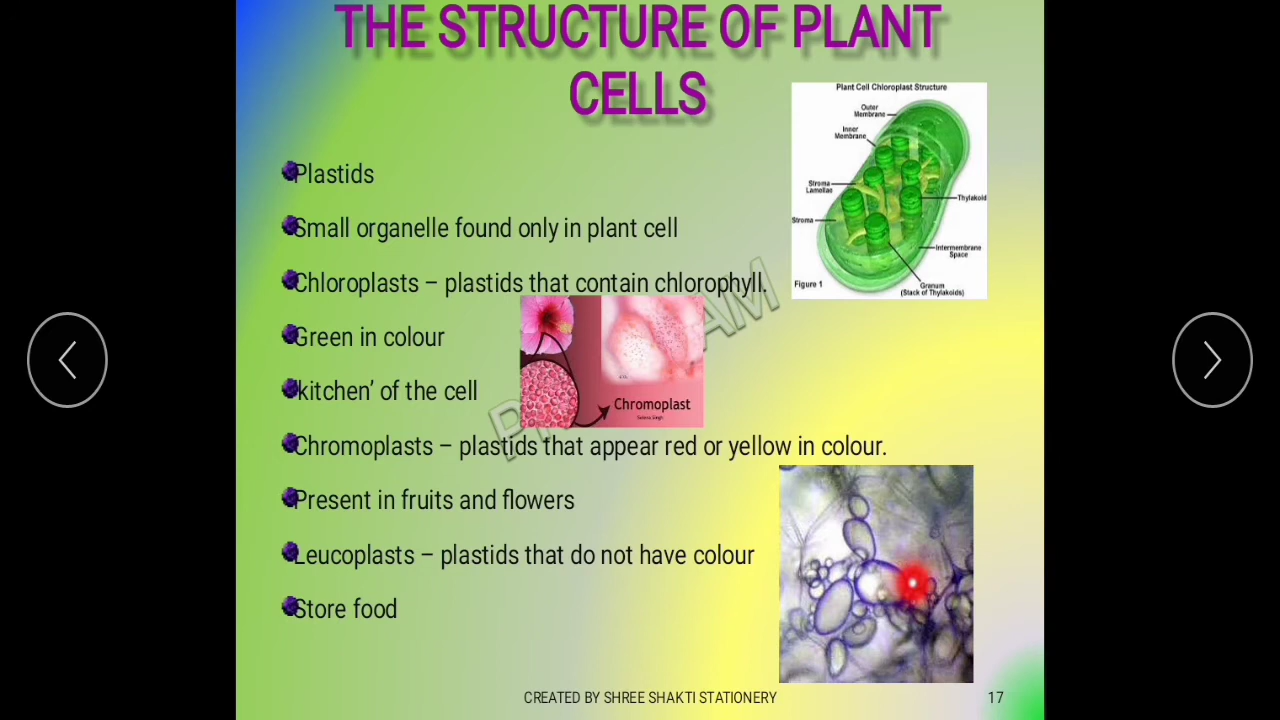 THE STRUCTURE OF PLANT
CELLS
Plastids
Small organelle found only in plant cell
Chloroplasts – plastids that contain chlorophyll.
Green in colour
kitchen’ of the cell
Chromoplasts – plastids that appear red or yellow in colour.
Present in fruits and flowers
Leucoplasts – plastids that do not have colour
Store food
Plant Cell Chloroplast Structure
Outer
Membrane
Inner
Membrane
Stroma
Lamellae
Stroma
Thylakoid
Intermembrane
Space
Granum
(Stack of Thylakoids)
Figure 1
Chromoplast
CREATED BY SHREE SHAKTI STATIONERY
17